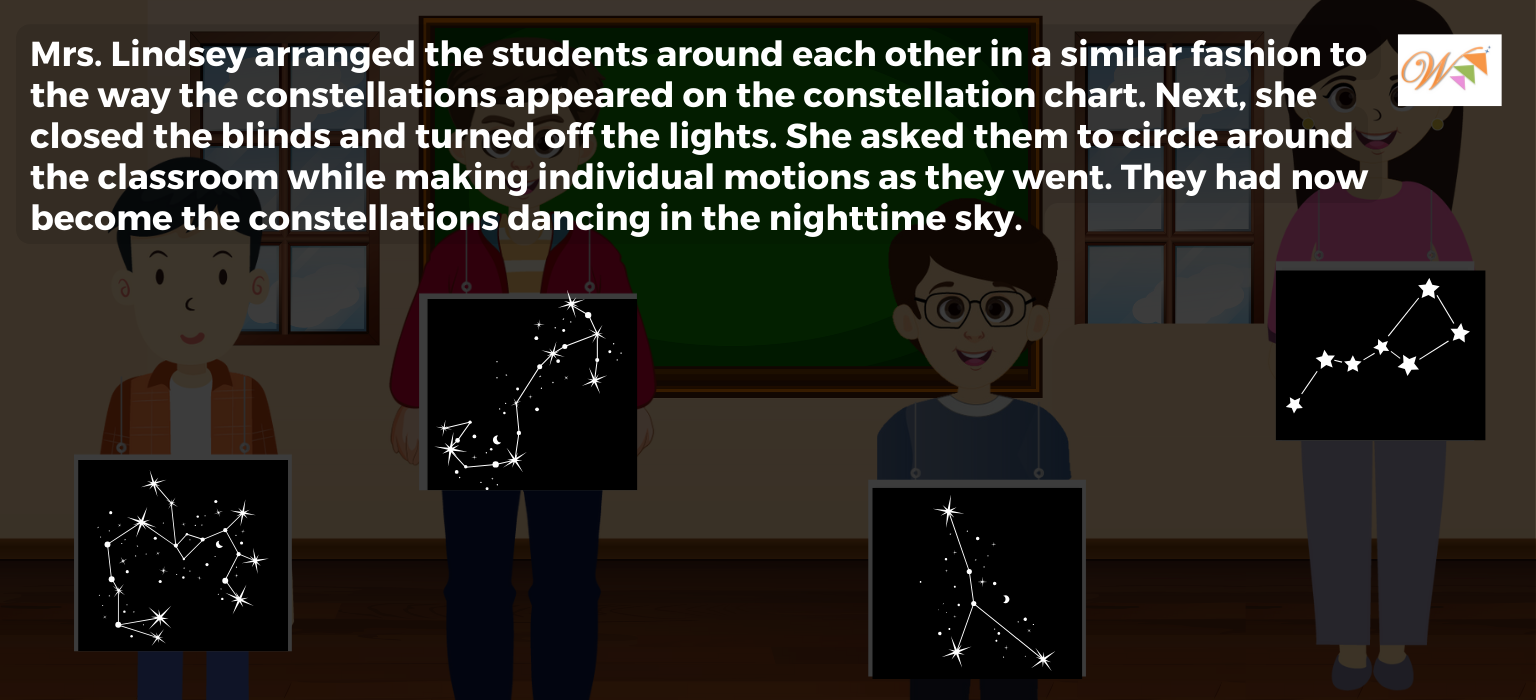 Mrs. Lindsey arranged the students around each other in a similar fashion to
the way the constellations appeared on the constellation chart. Next, she
closed the blinds and turned off the lights. She asked them to circle around
the classroom while making individual motions as they went. They had now
become the constellations dancing in the nighttime sky.
W